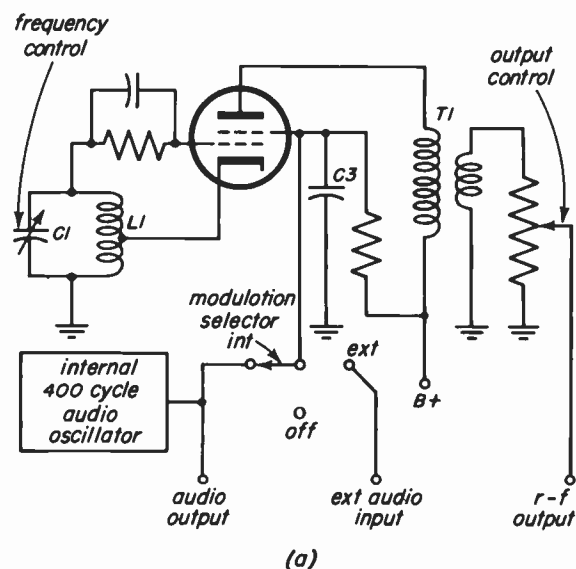 frequency
control
output
control
T1
C3
C1
L1
modulation
selector
int
ext
internal
400 cycle
audio
oscillator
off
B+
audio
output
ext audio
input
r-f
output
(a)